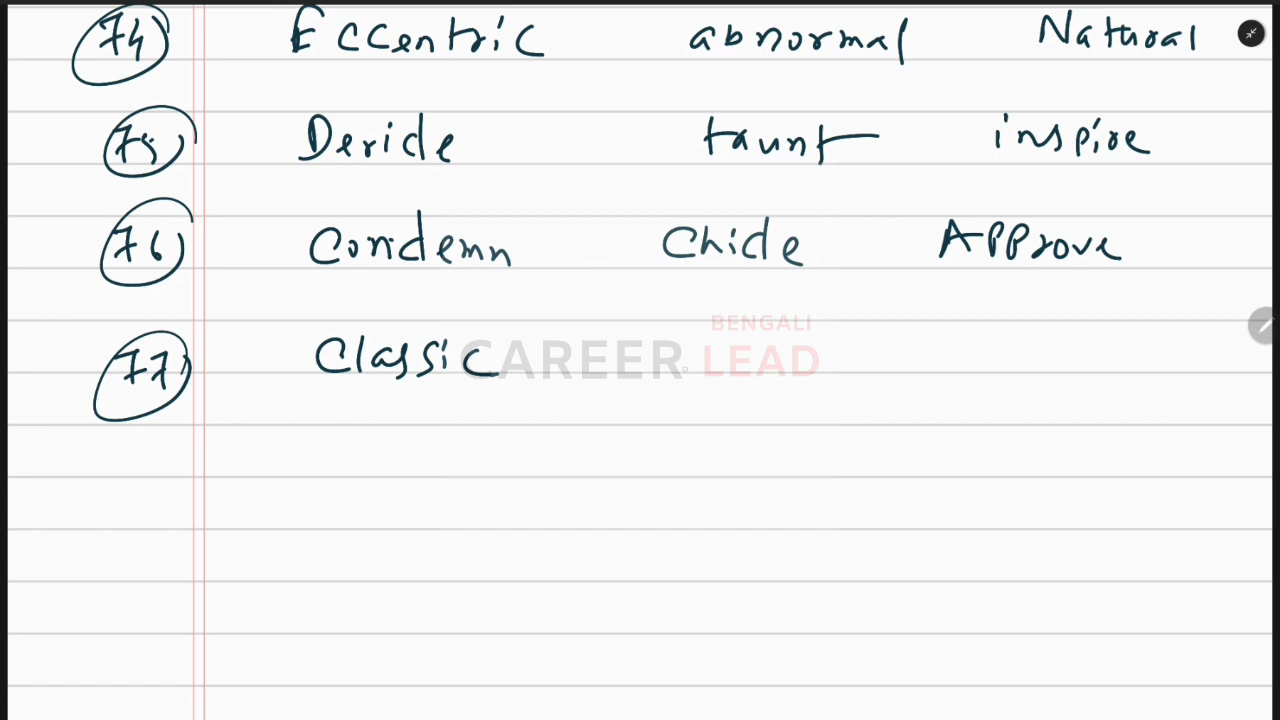 74 Eccentric abnormal Natural
75 Deride taunt inspire
76 Condemn Chide Approve
BENGALI
77 Classic CAREER LEAD